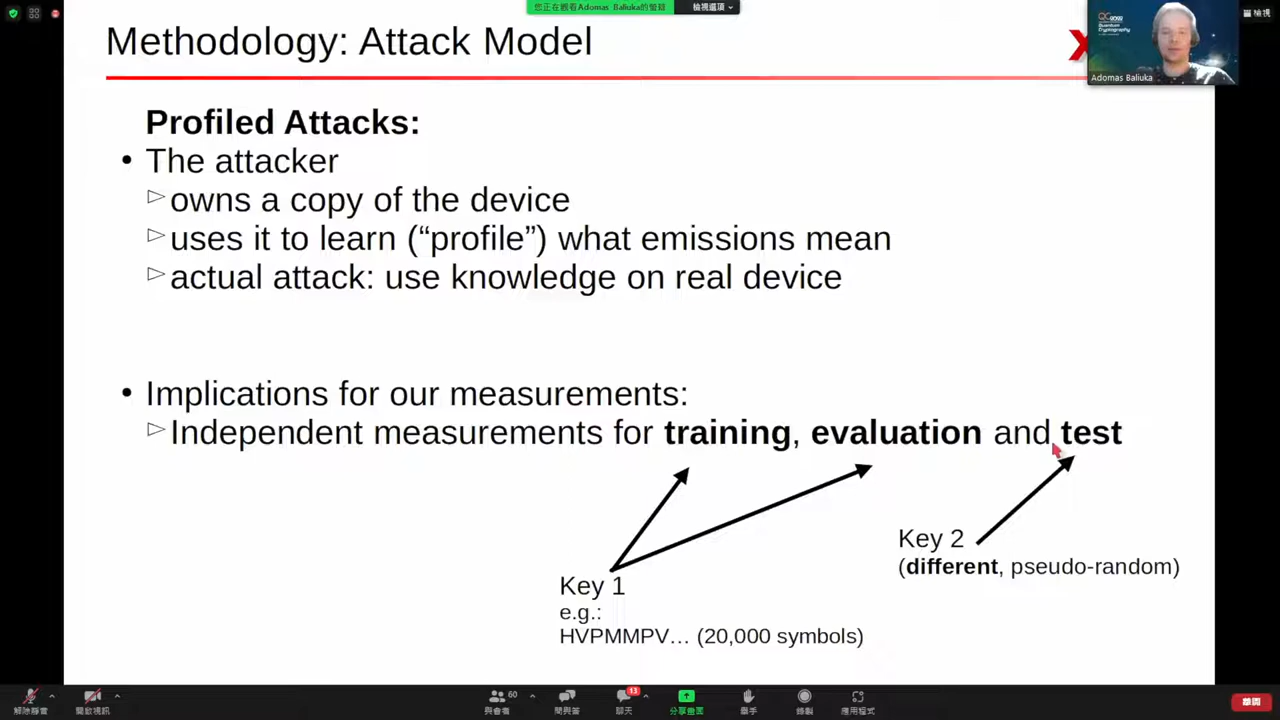 您正在觀看Adomas Baliuka的螢幕
檢視選項
檢視
Methodology: Attack Model
X
QCrypt
Quantum
Cryptography
Adomas Baliuka
Profiled Attacks:
• The attacker
▷owns a copy of the device
▷uses it to learn (“profile”) what emissions mean
▷actual attack: use knowledge on real device
• Implications for our measurements:
▷Independent measurements for training, evaluation and test
Key 2
(different, pseudo-random)
Key 1
e.g.:
HVPMMPV… (20,000 symbols)
解除靜音
開啟視訊
60
與會者
問與答
13
聊天
分享螢幕
舉手
錄製
應用程式
離開